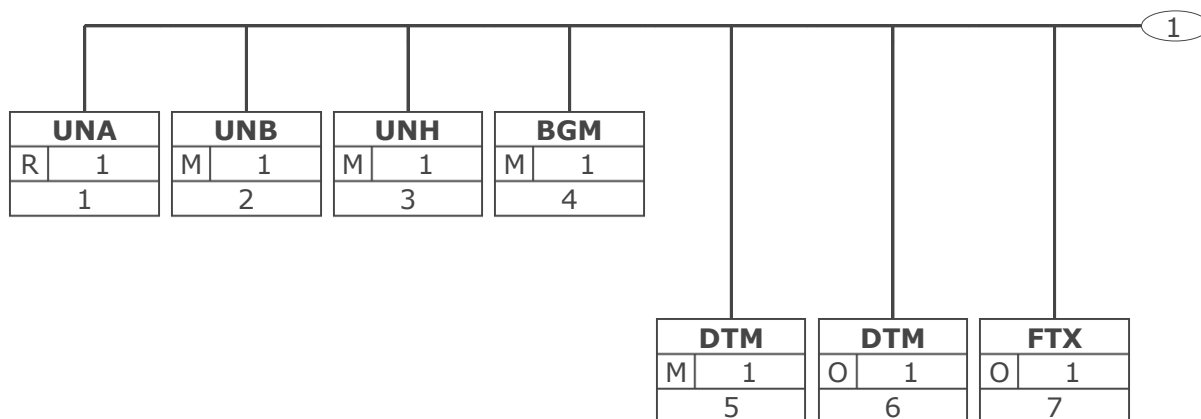 1
UNA UNB UNH BGM
R 1 M 1 M 1 M 1
1 2 3 4
DTM DTM FTX
M 1 O 1 O 1
5 6 7